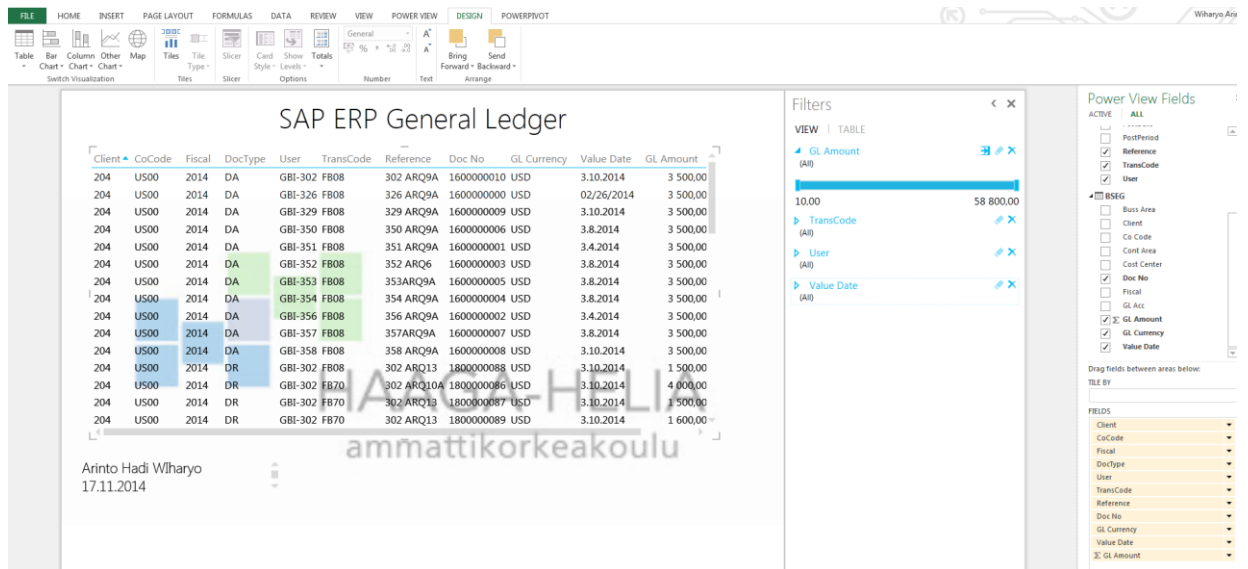 FILE HOME INSERT PAGE LAYOUT FORMULAS DATA REVIEW VIEW POWER VIEW DESIGN POWERPIVOT
Wiharyo Arin
General
Table Bar Chart Column Chart Other Chart Map Tiles Tile Type Slicer Card Style Show Levels Totals % Bring Forward Send Backward
Switch Visualization Tiles Slicer Options Number Text Arrange
SAP ERP General Ledger
Client CoCode Fiscal DocType User TransCode Reference Doc No GL Currency Value Date GL Amount
204 US00 2014 DA GBI-302 FB08 302 ARQ9A 1600000010 USD 3.10.2014 3 500,00
204 US00 2014 DA GBI-326 FB08 326 ARQ9A 1600000000 USD 02/26/2014 3 500,00
204 US00 2014 DA GBI-329 FB08 329 ARQ9A 1600000009 USD 3.10.2014 3 500,00
204 US00 2014 DA GBI-350 FB08 350 ARQ9A 1600000006 USD 3.8.2014 3 500,00
204 US00 2014 DA GBI-351 FB08 351 ARQ9A 1600000001 USD 3.4.2014 3 500,00
204 US00 2014 DA GBI-352 FB08 352 ARQ6 1600000003 USD 3.8.2014 3 500,00
204 US00 2014 DA GBI-353 FB08 353ARQ9A 1600000005 USD 3.8.2014 3 500,00
204 US00 2014 DA GBI-354 FB08 354 ARQ9A 1600000004 USD 3.8.2014 3 500,00
204 US00 2014 DA GBI-356 FB08 356 ARQ9A 1600000002 USD 3.4.2014 3 500,00
204 US00 2014 DA GBI-357 FB08 357ARQ9A 1600000007 USD 3.8.2014 3 500,00
204 US00 2014 DA GBI-358 FB08 358 ARQ9A 1600000008 USD 3.10.2014 3 500,00
204 US00 2014 DR GBI-302 FB08 302 ARQ13 1800000088 USD 3.10.2014 1 500,00
204 US00 2014 DR GBI-302 FB70 302 ARQ10A 1800000086 USD 3.10.2014 4 000,00
204 US00 2014 DR GBI-302 FB70 302 ARQ13 1800000087 USD 3.10.2014 1 500,00
204 US00 2014 DR GBI-302 FB70 302 ARQ13 1800000089 USD 3.10.2014 1 600,00
HAAGA-HELIA
ammattikorkeakoulu
Arinto Hadi WIharyo
17.11.2014
Filters
VIEW | TABLE
GL Amount
(All)
10,00 58 800,00
TransCode
(All)
User
(All)
Value Date
(All)
Power View Fields
ACTIVE ALL
PostPeriod
Reference
TransCode
User
BSEG
Buss Area
Client
Co Code
Cont Area
Cost Center
Doc No
Fiscal
GL Acc
Σ GL Amount
GL Currency
Value Date
Drag fields between areas below:
TILE BY
FIELDS
Client
CoCode
Fiscal
DocType
User
TransCode
Reference
Doc No
GL Currency
Value Date
Σ GL Amount